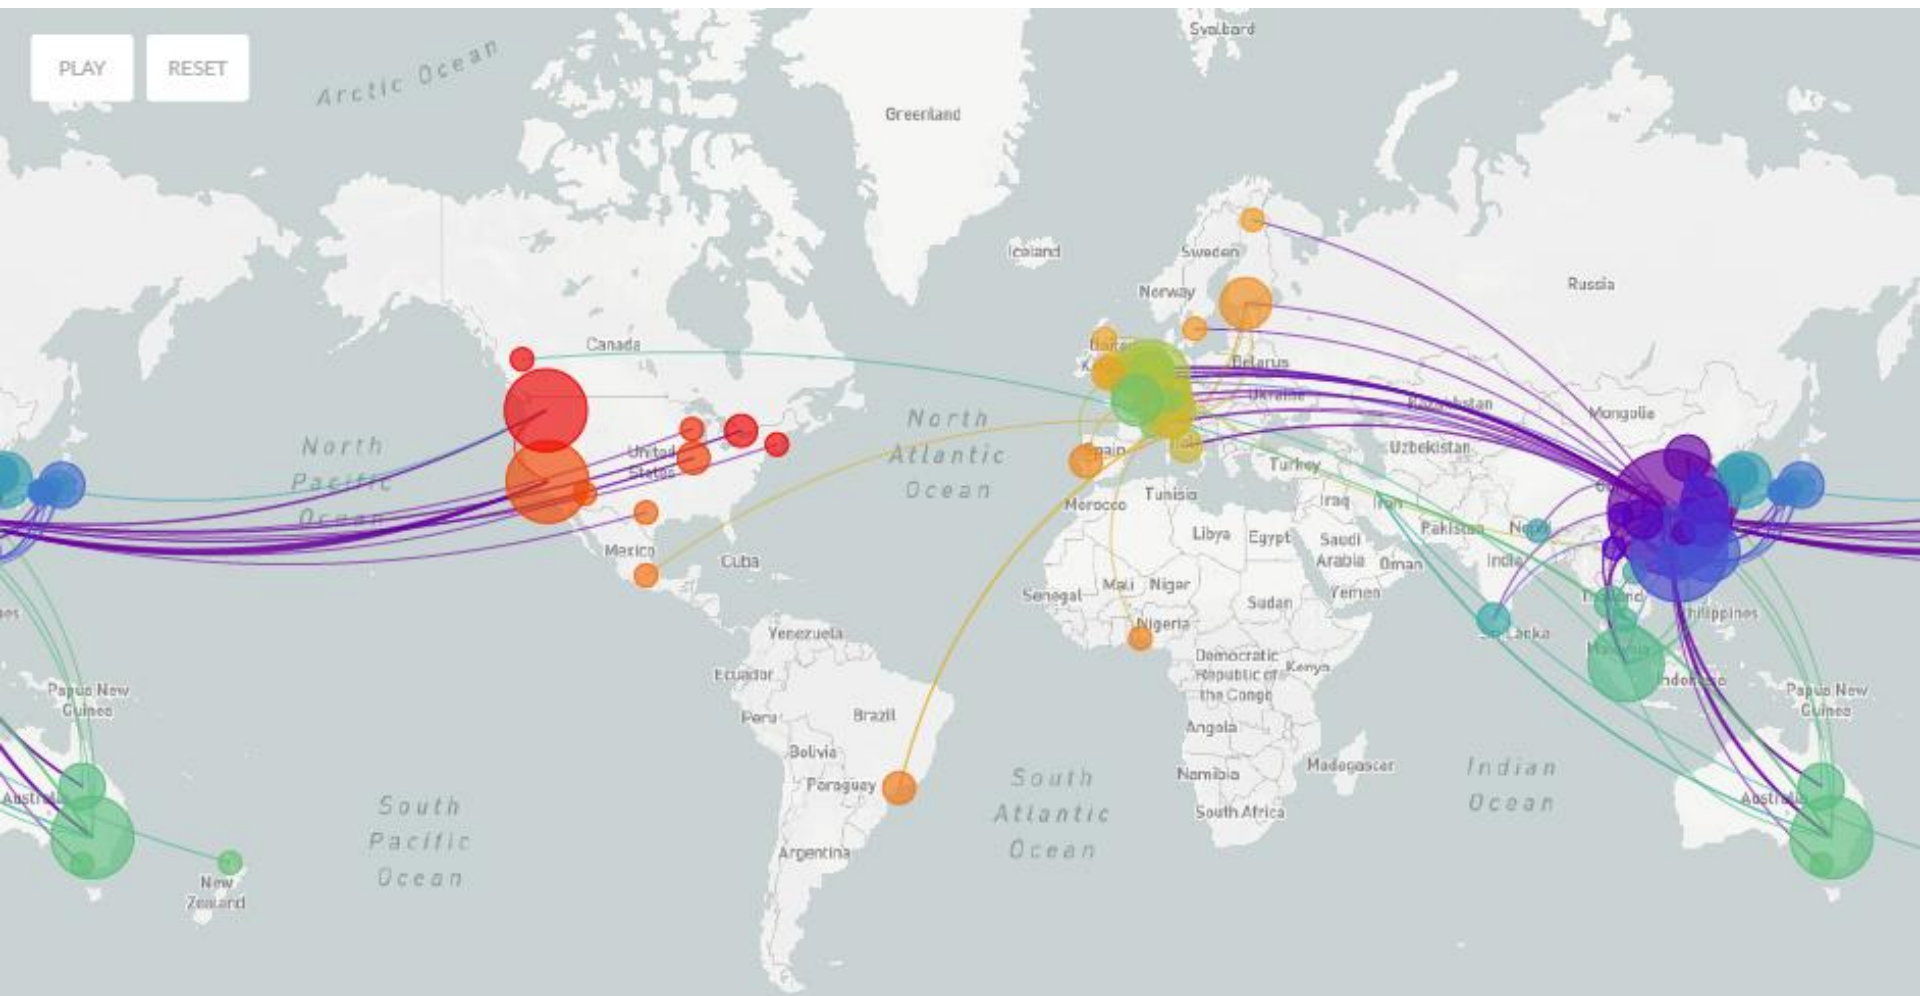 PLAY
RESET
Arctic Ocean
Svalbard
Greenland
Iceland
Sweden
Russia
Norway
Canada
Belarus
Ukraine
Mongolia
North
Pacific
Ocean
United
States
North
Atlantic
Ocean
Uzbekistan
Turkey
Morocco
Tunisia
Iraq
Iran
Pakistan
Mexico
Cuba
Libya
Egypt
Saudi
Arabia
Oman
India
Senegal
Mali
Niger
Sudan
Yemen
Philippines
Venezuela
Nigeria
Ecuador
Democratic
Republic of
the Congo
Kenya
Papua New
Guinea
Indonesia
Papua New
Guinea
Peru
Brazil
Angola
Bolivia
Paraguay
Namibia
Madagascar
Indian
Ocean
South
Pacific
Ocean
South
Atlantic
Ocean
South Africa
Argentina
New
Zealand